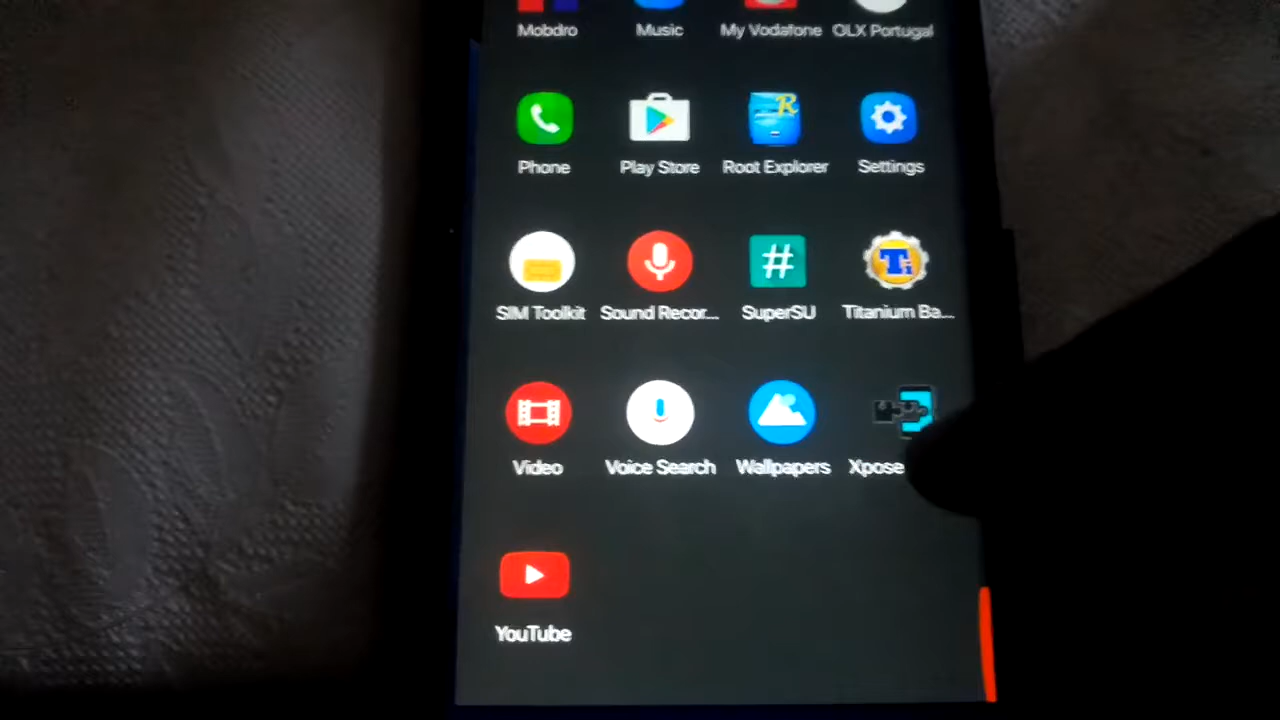 Mobdro Music My Vodafone OLX Portugal
R
Phone Play Store Root Explorer Settings
# T
SIM Toolkit Sound Recor... SuperSU Titanium Ba...
Video Voice Search Wallpapers Xpose
YouTube